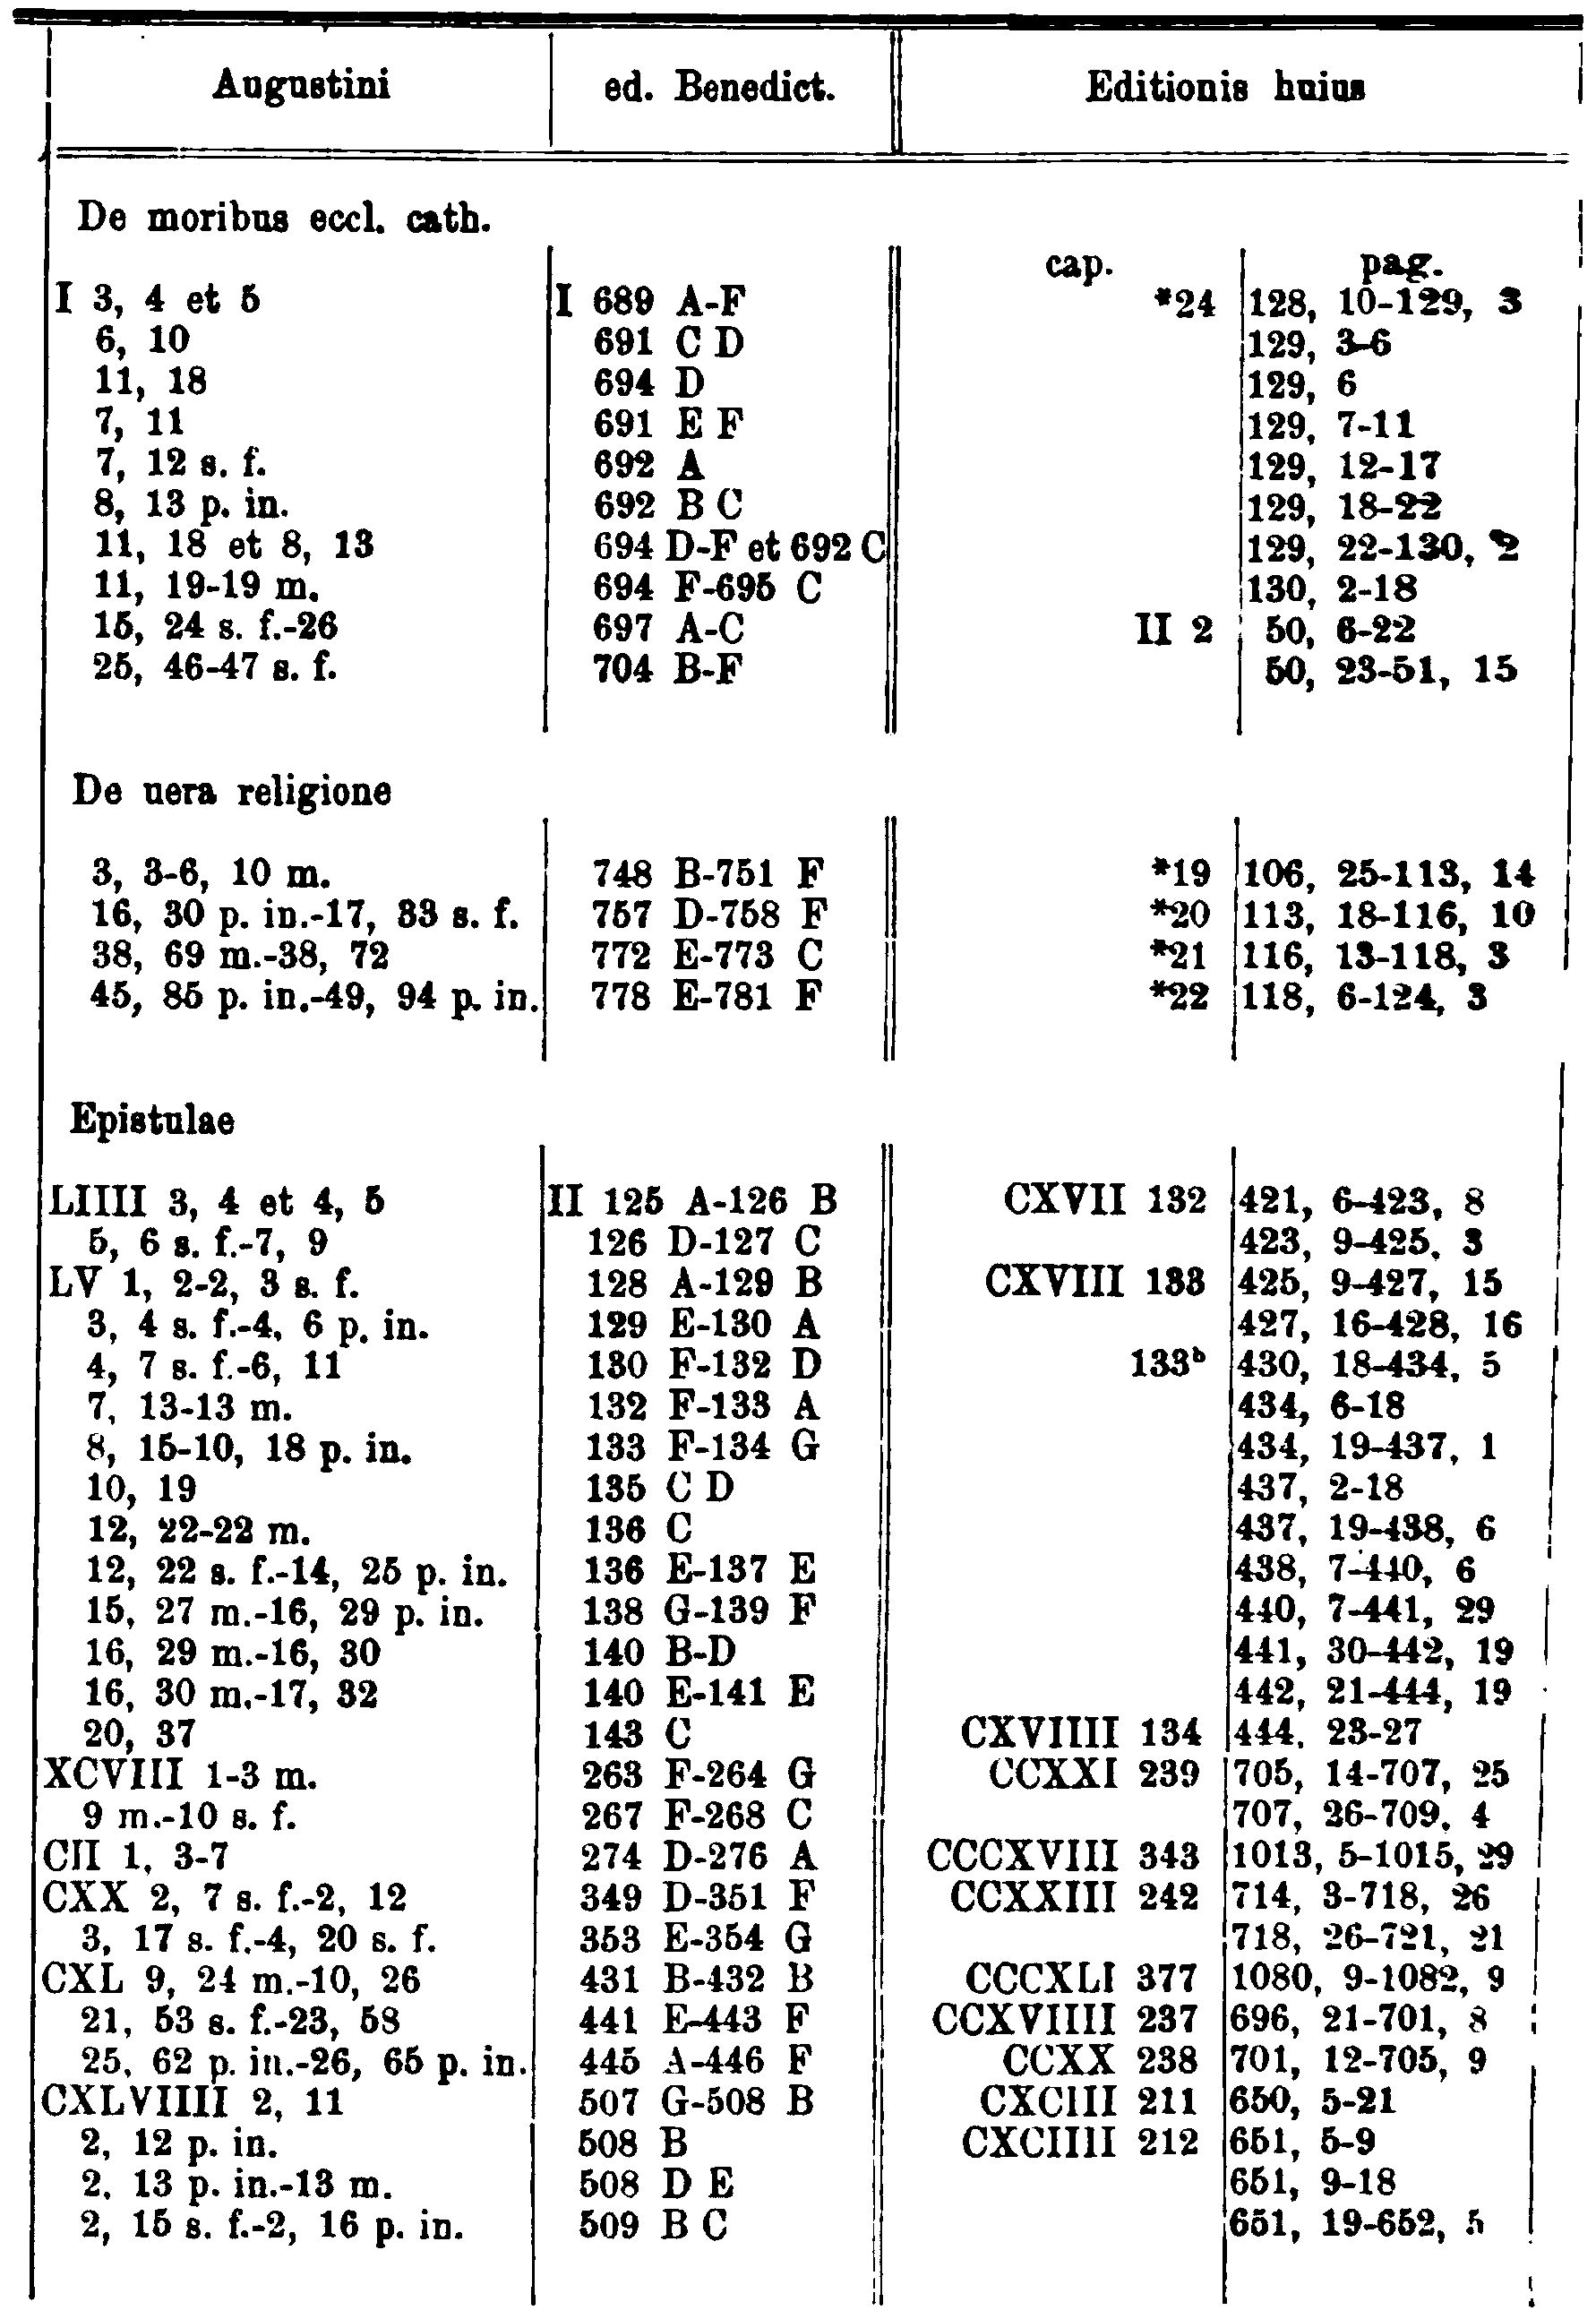 Augustini ed. Benedict. Editionis huius
De moribus eccl. cath.
cap. pag.
I 3, 4 et 5 I 689 A-F *24 128, 10-129, 3
6, 10 691 C D 129, 3-6
11, 18 694 D 129, 6
7, 11 691 E F 129, 7-11
7, 12 s. f. 692 A 129, 12-17
8, 13 p. in. 692 B C 129, 18-22
11, 18 et 8, 13 694 D-F et 692 C 129, 22-130, 2
11, 19-19 m. 694 F-695 C 130, 2-18
15, 24 s. f.-26 697 A-C II 2 50, 6-22
25, 46-47 s. f. 704 B-F 50, 23-51, 15
De uera religione
3, 3-6, 10 m. 748 B-751 F *19 106, 25-113, 14
16, 30 p. in.-17, 33 s. f. 757 D-758 F *20 113, 18-116, 10
38, 69 m.-38, 72 772 E-773 C *21 116, 13-118, 3
45, 85 p. in.-49, 94 p. in. 778 E-781 F *22 118, 6-124, 3
Epistulae
LIIII 3, 4 et 4, 5 II 125 A-126 B CXVII 132 421, 6-423, 8
5, 6 s. f.-7, 9 126 D-127 C 423, 9-425, 3
LV 1, 2-2, 3 s. f. 128 A-129 B CXVIII 133 425, 9-427, 15
3, 4 s. f.-4, 6 p. in. 129 E-130 A 427, 16-428, 16
4, 7 s. f.-6, 11 130 F-132 D 133ᵇ 430, 18-434, 5
7, 13-13 m. 132 F-133 A 434, 6-18
8, 15-10, 18 p. in. 133 F-134 G 434, 19-437, 1
10, 19 135 C D 437, 2-18
12, 22-22 m. 136 C 437, 19-438, 6
12, 22 s. f.-14, 25 p. in. 136 E-137 E 438, 7-440, 6
15, 27 m.-16, 29 p. in. 138 G-139 F 440, 7-441, 29
16, 29 m.-16, 30 140 B-D 441, 30-442, 19
16, 30 m.-17, 32 140 E-141 E 442, 21-444, 19
20, 37 143 C CXVIIII 134 444, 23-27
XCVIII 1-3 m. 263 F-264 G CCXXI 239 705, 14-707, 25
9 m.-10 s. f. 267 F-268 C 707, 26-709, 4
CII 1, 3-7 274 D-276 A CCCXVIII 343 1013, 5-1015, 29
CXX 2, 7 s. f.-2, 12 349 D-351 F CCXXIII 242 714, 3-718, 26
3, 17 s. f.-4, 20 s. f. 353 E-354 G 718, 26-721, 21
CXL 9, 24 m.-10, 26 431 B-432 B CCCXLI 377 1080, 9-1082, 9
21, 53 s. f.-23, 58 441 E-443 F CCXVIIII 237 696, 21-701, 8
25, 62 p. in.-26, 65 p. in. 445 A-446 F CCXX 238 701, 12-705, 9
CXLVIIII 2, 11 507 G-508 B CXCIII 211 650, 5-21
2, 12 p. in. 508 B CXCIIII 212 651, 5-9
2, 13 p. in.-13 m. 508 D E 651, 9-18
2, 15 s. f.-2, 16 p. in. 509 B C 651, 19-652, 5